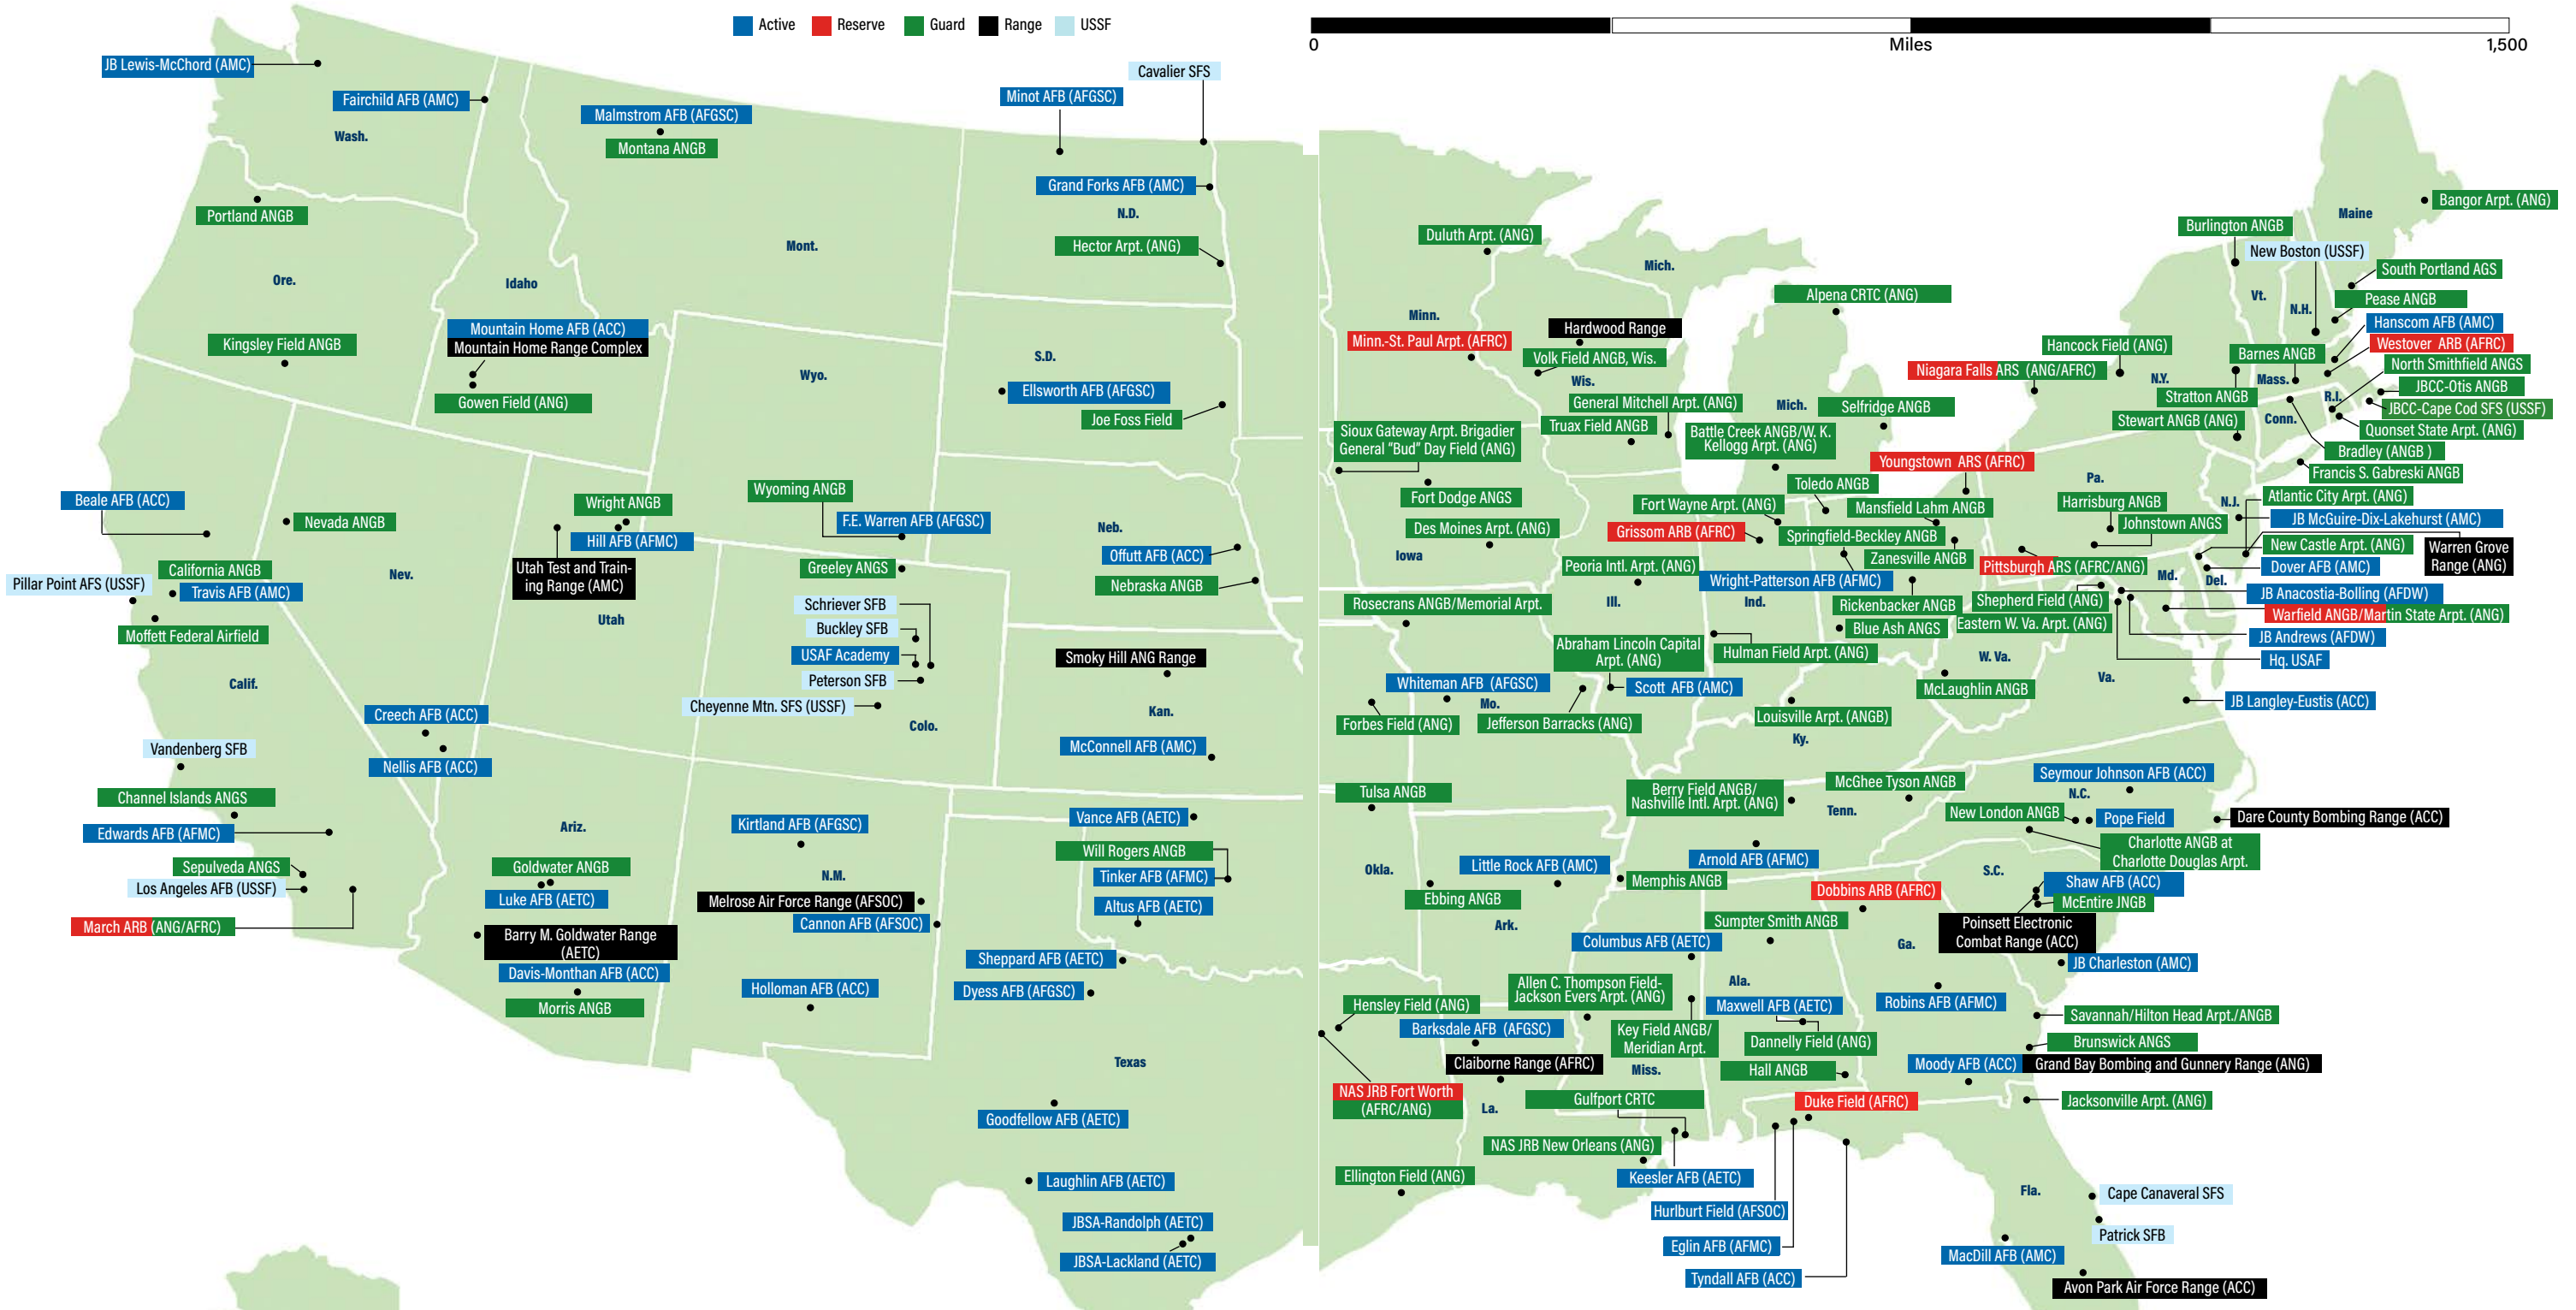 Active
Reserve
Guard
Range
USSF
0
Miles
1,500
JB Lewis-McChord (AMC)
Fairchild AFB (AMC)
Wash.
Malmstrom AFB (AFGSC)
Montana ANGB
Minot AFB (AFGSC)
Cavalier SFS
Grand Forks AFB (AMC)
N.D.
Hector Arpt. (ANG)
Portland ANGB
Ore.
Idaho
Mont.
Kingsley Field ANGB
Mountain Home AFB (ACC)
Mountain Home Range Complex
Gowen Field (ANG)
Wyo.
S.D.
Ellsworth AFB (AFGSC)
Joe Foss Field
Beale AFB (ACC)
Nevada ANGB
Wright ANGB
Hill AFB (AFMC)
Utah Test and Train-
ing Range (AMC)
Utah
Wyoming ANGB
F.E. Warren AFB (AFGSC)
Neb.
Offutt AFB (ACC)
Nebraska ANGB
California ANGB
Travis AFB (AMC)
Pillar Point AFS (USSF)
Moffett Federal Airfield
Nev.
Calif.
Greeley ANGS
Schriever SFB
Buckley SFB
USAF Academy
Peterson SFB
Cheyenne Mtn. SFS (USSF)
Colo.
Smoky Hill ANG Range
Kan.
McConnell AFB (AMC)
Creech AFB (ACC)
Nellis AFB (ACC)
Vandenberg SFB
Channel Islands ANGS
Edwards AFB (AFMC)
Sepulveda ANGS
Los Angeles AFB (USSF)
March ARB (ANG/AFRC)
Ariz.
Goldwater ANGB
Luke AFB (AETC)
Barry M. Goldwater Range
(AETC)
Davis-Monthan AFB (ACC)
Morris ANGB
Kirtland AFB (AFGSC)
N.M.
Melrose Air Force Range (AFSOC)
Cannon AFB (AFSOC)
Holloman AFB (ACC)
Vance AFB (AETC)
Will Rogers ANGB
Tinker AFB (AFMC)
Altus AFB (AETC)
Sheppard AFB (AETC)
Dyess AFB (AFGSC)
Texas
Goodfellow AFB (AETC)
Laughlin AFB (AETC)
JBSA-Randolph (AETC)
JBSA-Lackland (AETC)
Duluth Arpt. (ANG)
Minn.
Minn.-St. Paul Arpt. (AFRC)
Mich.
Hardwood Range
Volk Field ANGB, Wis.
Wis.
General Mitchell Arpt. (ANG)
Truax Field ANGB
Alpena CRTC (ANG)
Mich.
Selfridge ANGB
Battle Creek ANGB/W. K.
Kellogg Arpt. (ANG)
Sioux Gateway Arpt. Brigadier
General "Bud" Day Field (ANG)
Fort Dodge ANGS
Des Moines Arpt. (ANG)
Iowa
Youngstown ARS (AFRC)
Toledo ANGB
Fort Wayne Arpt. (ANG)
Mansfield Lahm ANGB
Grissom ARB (AFRC)
Springfield-Beckley ANGB
Zanesville ANGB
Peoria Intl. Arpt. (ANG)
Wright-Patterson AFB (AFMC)
Rosecrans ANGB/Memorial Arpt.
Ill.
Ind.
Rickenbacker ANGB
Blue Ash ANGS
Abraham Lincoln Capital
Arpt. (ANG)
Hulman Field Arpt. (ANG)
Whiteman AFB (AFGSC)
Scott AFB (AMC)
Mo.
Forbes Field (ANG)
Jefferson Barracks (ANG)
Louisville Arpt. (ANGB)
Ky.
McLaughlin ANGB
W. Va.
Va.
Bangor Arpt. (ANG)
Maine
Burlington ANGB
New Boston (USSF)
South Portland AGS
Vt.
N.H.
Pease ANGB
Hanscom AFB (AMC)
Westover ARB (AFRC)
Hancock Field (ANG)
Niagara Falls ARS (ANG/AFRC)
Barnes ANGB
North Smithfield ANGS
N.Y.
Mass.
JBCC-Otis ANGB
Stratton ANGB
R.I.
JBCC-Cape Cod SFS (USSF)
Stewart ANGB (ANG)
Conn.
Quonset State Arpt. (ANG)
Bradley (ANGB )
Francis S. Gabreski ANGB
Pa.
Harrisburg ANGB
N.J.
Atlantic City Arpt. (ANG)
Johnstown ANGS
JB McGuire-Dix-Lakehurst (AMC)
New Castle Arpt. (ANG)
Warren Grove
Range (ANG)
Pittsburgh ARS (AFRC/ANG)
Md.
Del.
Dover AFB (AMC)
Shepherd Field (ANG)
JB Anacostia-Bolling (AFDW)
Eastern W. Va. Arpt. (ANG)
Warfield ANGB/Martin State Arpt. (ANG)
JB Andrews (AFDW)
Hq. USAF
JB Langley-Eustis (ACC)
Tulsa ANGB
Okla.
Ebbing ANGB
Little Rock AFB (AMC)
Ark.
Berry Field ANGB/
Nashville Intl. Arpt. (ANG)
McGhee Tyson ANGB
Tenn.
Arnold AFB (AFMC)
Memphis ANGB
Seymour Johnson AFB (ACC)
N.C.
New London ANGB
Pope Field
Dare County Bombing Range (ACC)
Charlotte ANGB at
Charlotte Douglas Arpt.
S.C.
Shaw AFB (ACC)
McEntire JNGB
Poinsett Electronic
Combat Range (ACC)
JB Charleston (AMC)
Dobbins ARB (AFRC)
Sumpter Smith ANGB
Ga.
Columbus AFB (AETC)
Ala.
Allen C. Thompson Field-
Jackson Evers Arpt. (ANG)
Maxwell AFB (AETC)
Robins AFB (AFMC)
Hensley Field (ANG)
Barksdale AFB (AFGSC)
Key Field ANGB/
Meridian Arpt.
Dannelly Field (ANG)
Savannah/Hilton Head Arpt./ANGB
Brunswick ANGS
Claiborne Range (AFRC)
Miss.
Hall ANGB
Moody AFB (ACC)
Grand Bay Bombing and Gunnery Range (ANG)
NAS JRB Fort Worth
(AFRC/ANG)
La.
Gulfport CRTC
Duke Field (AFRC)
Jacksonville Arpt. (ANG)
NAS JRB New Orleans (ANG)
Ellington Field (ANG)
Keesler AFB (AETC)
Hurlburt Field (AFSOC)
Eglin AFB (AFMC)
Tyndall AFB (ACC)
Fla.
Cape Canaveral SFS
Patrick SFB
MacDill AFB (AMC)
Avon Park Air Force Range (ACC)